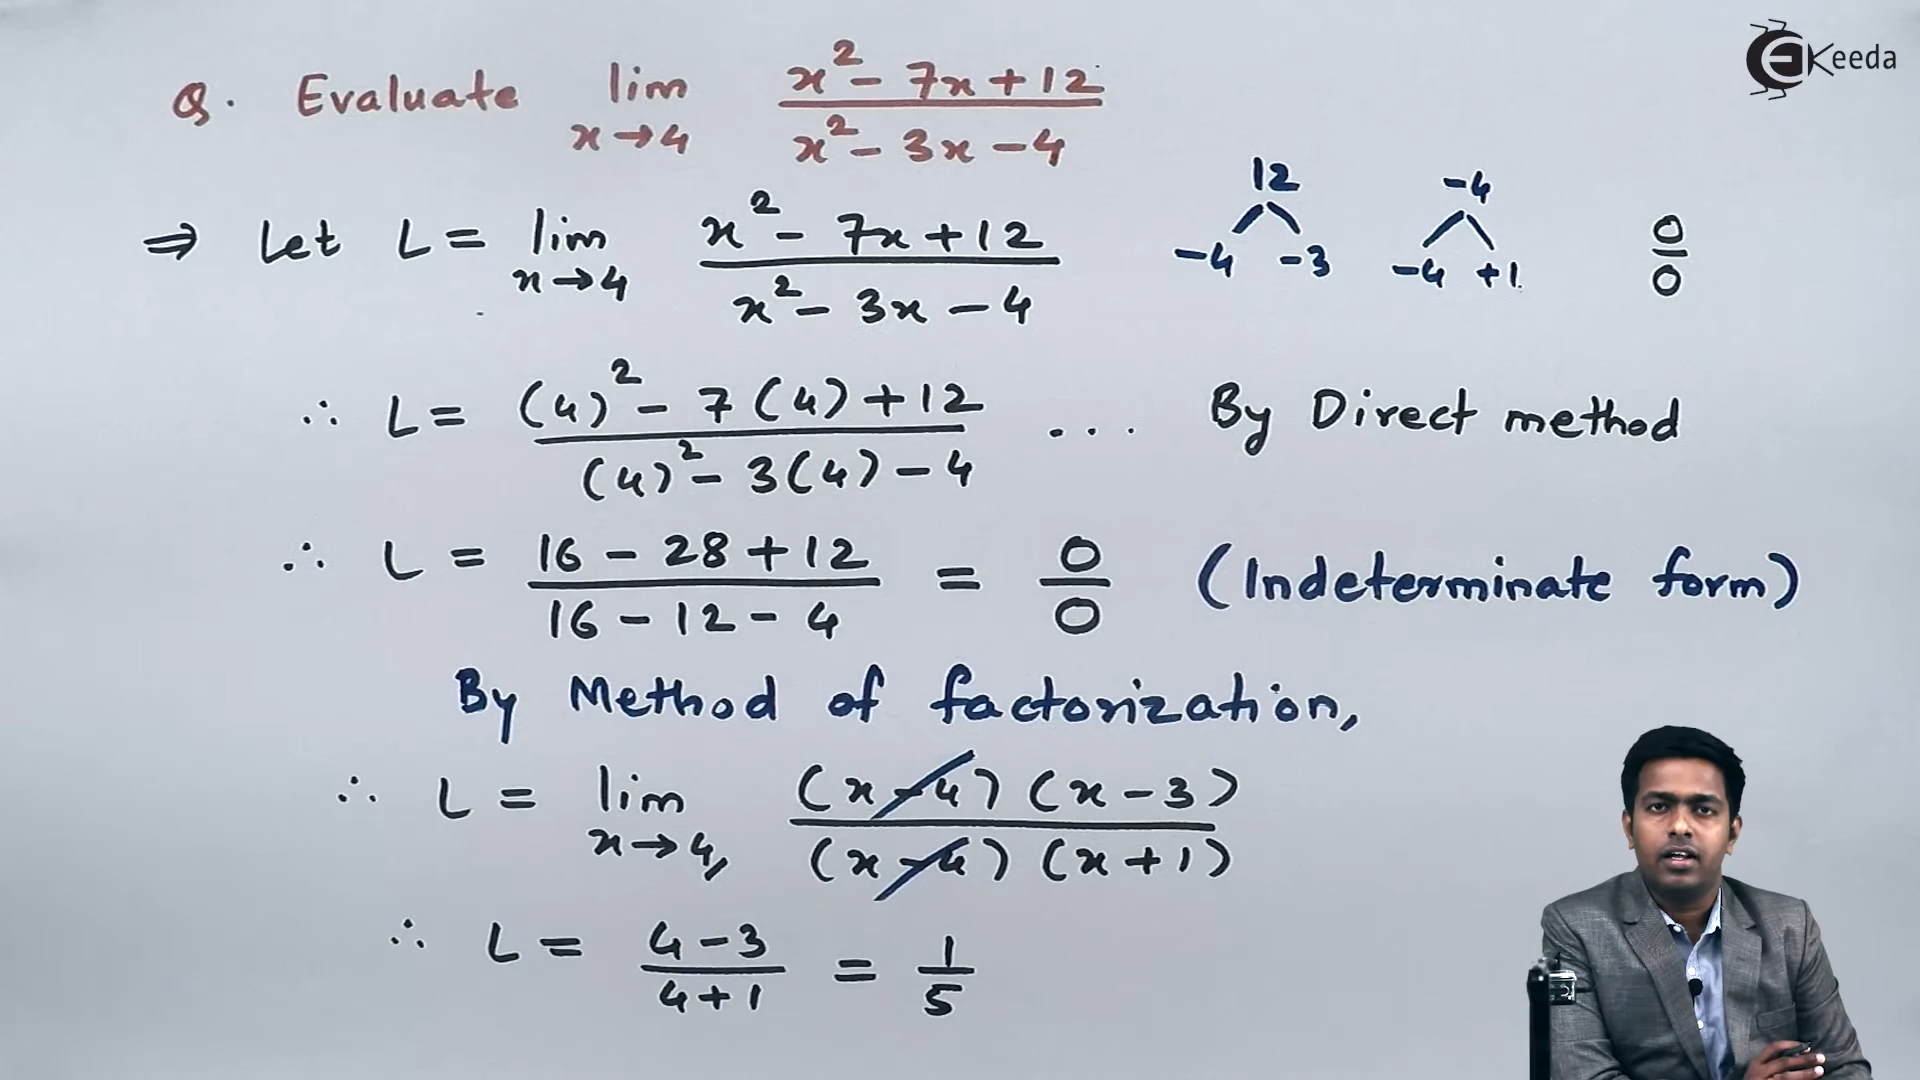 Keeda
Q. Evaluate lim x→4 x² - 7x + 12 / x² - 3x - 4
⇒ Let L = lim x→4 x² - 7x + 12 / x² - 3x - 4
12
-4 -3
-4
-4 +1
0/0
∴ L = (4)² - 7(4) + 12 / (4)² - 3(4) - 4 ... By Direct method
∴ L = 16 - 28 + 12 / 16 - 12 - 4 = 0/0 (Indeterminate form)
By Method of factorization,
∴ L = lim x→4 (x-4) (x-3) / (x-4) (x+1)
∴ L = 4-3 / 4+1 = 1/5